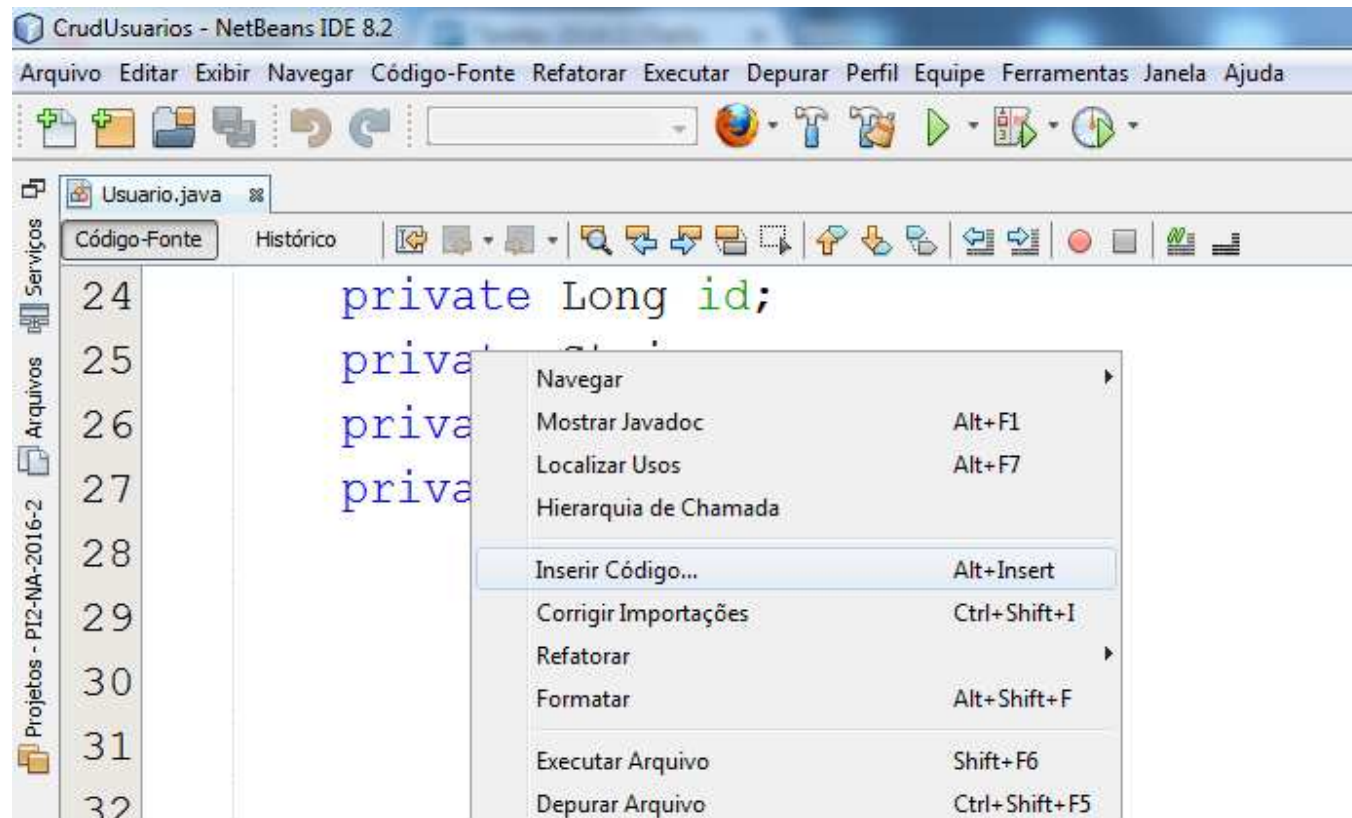 CrudUsuarios - NetBeans IDE 8.2
Arquivo Editar Exibir Navegar Código-Fonte Refatorar Executar Depurar Perfil Equipe Ferramentas Janela Ajuda
Usuario.java
Código-Fonte Histórico
Serviços
Arquivos
Projetos - PI2-NA-2016-2
24 private Long id;
25 priva
26 priva
27 priva
28
29
30
31
32
Navegar
Mostrar Javadoc Alt+F1
Localizar Usos Alt+F7
Hierarquia de Chamada
Inserir Código... Alt+Insert
Corrigir Importações Ctrl+Shift+I
Refatorar
Formatar Alt+Shift+F
Executar Arquivo Shift+F6
Depurar Arquivo Ctrl+Shift+F5